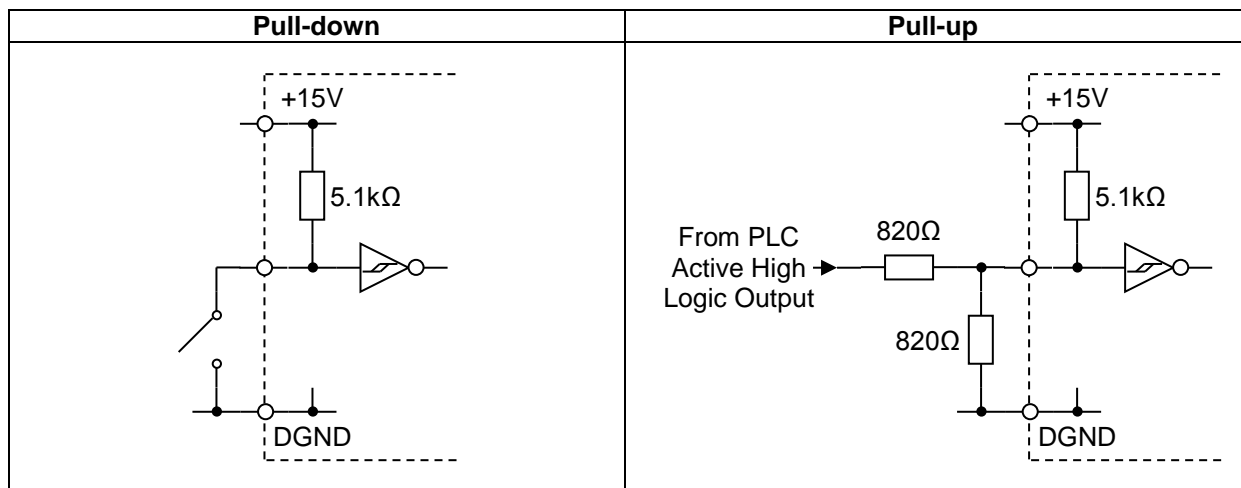 Pull-down
Pull-up
+15V
5.1kΩ
DGND
+15V
5.1kΩ
820Ω
From PLC
Active High
Logic Output
820Ω
DGND